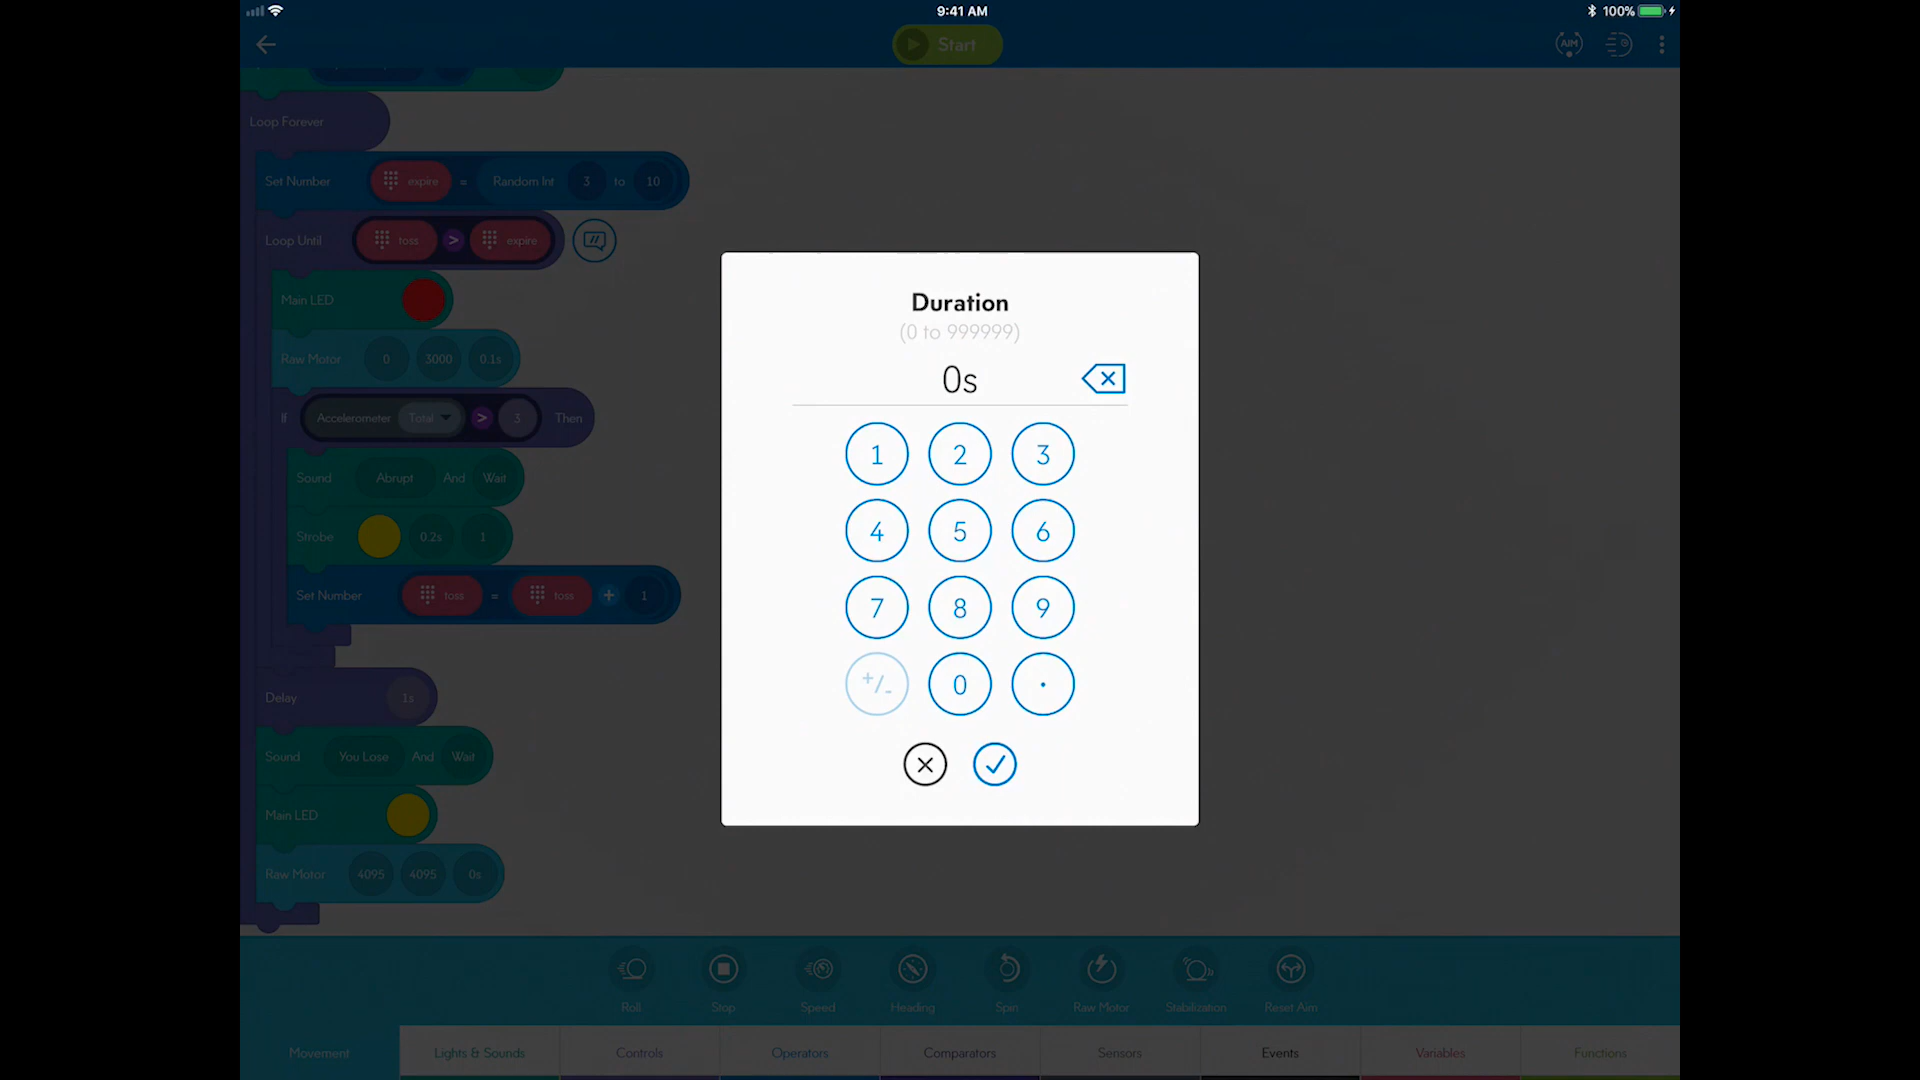 9:41 AM
100%
Start
AIM
Loop Forever
Set Number expire = Random Int 3 to 10
Loop Until toss > expire //
Main LED
Raw Motor 0 3000 0.1s
If Accelerometer Total > 3 Then
Sound Abrupt And Wait
Strobe 0.2s 1
Set Number toss = toss + 1
Delay 1s
Sound You Lose And Wait
Main LED
Raw Motor 4095 4095 0s
Duration
(0 to 999999)
0s
1 2 3
4 5 6
7 8 9
+/- 0 .
Roll Stop Speed Heading Spin Raw Motor Stabilization Reset Aim
Movement Lights & Sounds Controls Operators Comparators Sensors Events Variables Functions